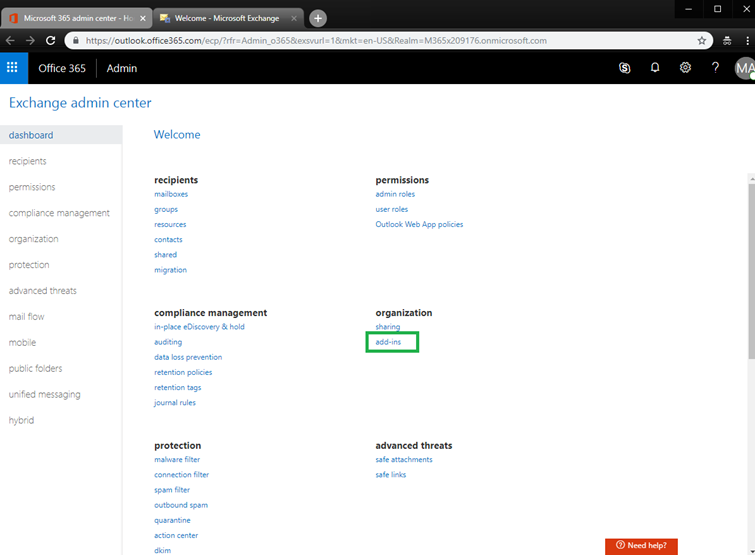 Microsoft 365 admin center - Ho
Welcome - Microsoft Exchange
https://outlook.office365.com/ecp/?rfr=Admin_o365&exsvurl=1&mkt=en-US&Realm=M365x209176.onmicrosoft.com
Office 365
Admin
MA
Exchange admin center
dashboard
recipients
permissions
compliance management
organization
protection
advanced threats
mail flow
mobile
public folders
unified messaging
hybrid
Welcome
recipients
mailboxes
groups
resources
contacts
shared
migration
permissions
admin roles
user roles
Outlook Web App policies
compliance management
in-place eDiscovery & hold
auditing
data loss prevention
retention policies
retention tags
journal rules
organization
sharing
add-ins
protection
malware filter
connection filter
spam filter
outbound spam
quarantine
action center
dkim
advanced threats
safe attachments
safe links
Need help?